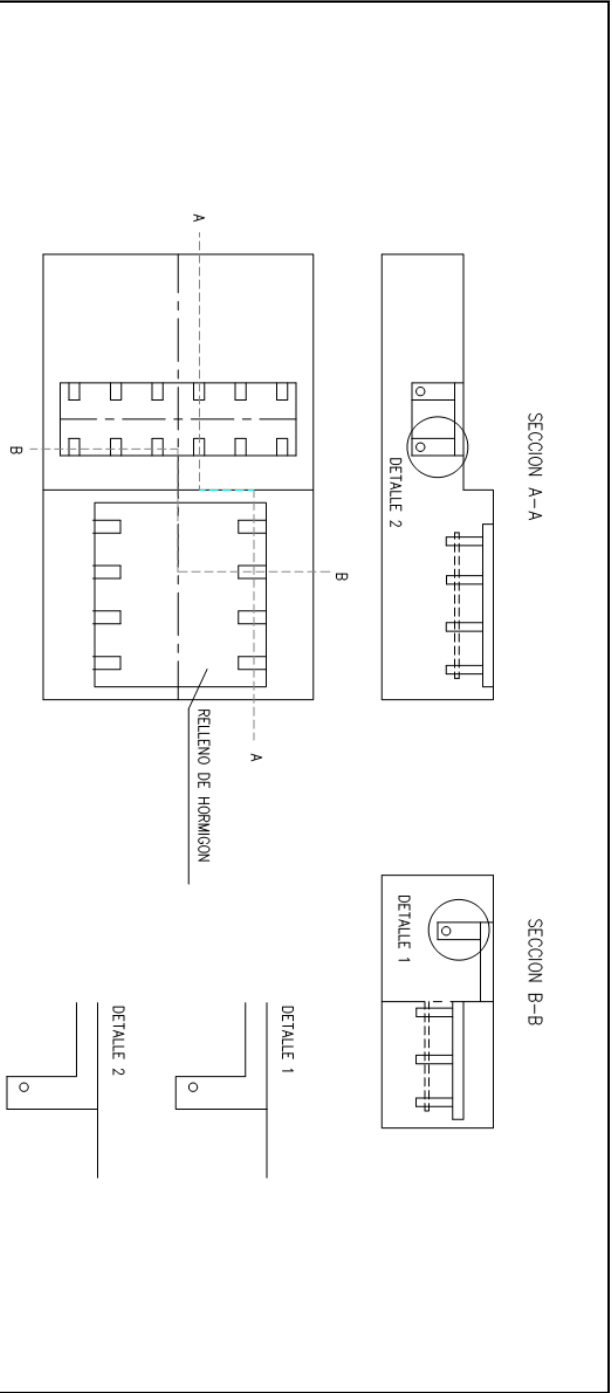 SECCION A-A
SECCION B-B
DETALLE 2
DETALLE 1
A
A
B
B
RELLENO DE HORMIGON
DETALLE 1
DETALLE 2